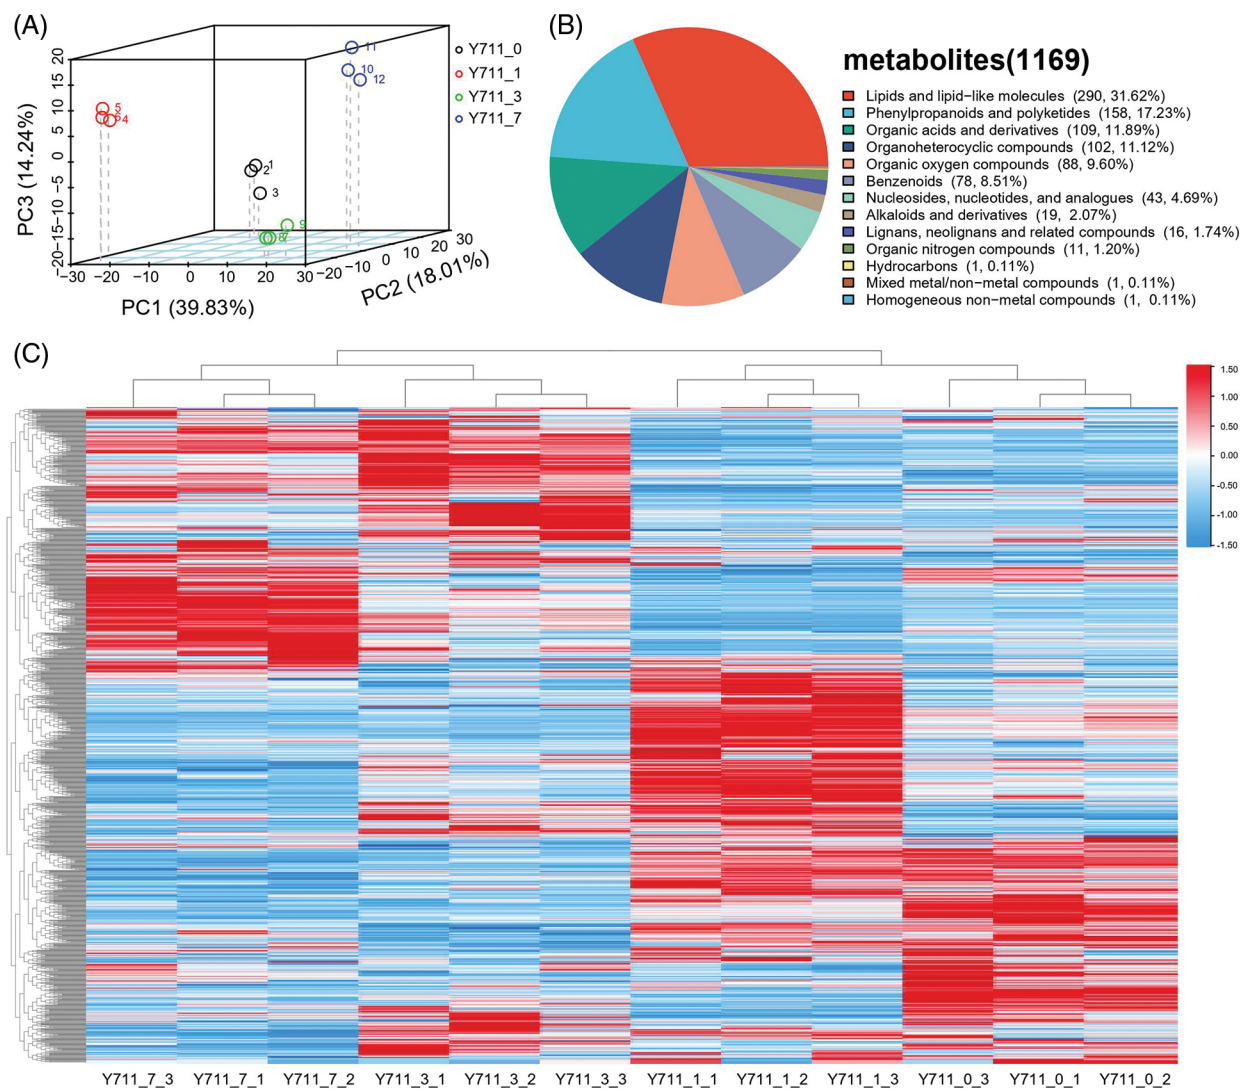 (A)
Y711_0
Y711_1
Y711_3
Y711_7
PC3 (14.24%)
20
15
10
5
0
−5
−10
−15
−20
−30
−20
−10
0
10
20
30
PC1 (39.83%)
−20
−10
0
10
20
30
PC2 (18.01%)
11
10
12
5
6
4
1
2
3
9
8
7
(B)
metabolites(1169)
Lipids and lipid−like molecules (290, 31.62%)
Phenylpropanoids and polyketides (158, 17.23%)
Organic acids and derivatives (109, 11.89%)
Organoheterocyclic compounds (102, 11.12%)
Organic oxygen compounds (88, 9.60%)
Benzenoids (78, 8.51%)
Nucleosides, nucleotides, and analogues (43, 4.69%)
Alkaloids and derivatives (19, 2.07%)
Lignans, neolignans and related compounds (16, 1.74%)
Organic nitrogen compounds (11, 1.20%)
Hydrocarbons (1, 0.11%)
Mixed metal/non−metal compounds (1, 0.11%)
Homogeneous non−metal compounds (1, 0.11%)
(C)
1.50
1.00
0.50
0.00
-0.50
-1.00
-1.50
Y711_7_3 Y711_7_1 Y711_7_2 Y711_3_1 Y711_3_2 Y711_3_3 Y711_1_1 Y711_1_2 Y711_1_3 Y711_0_3 Y711_0_1 Y711_0_2